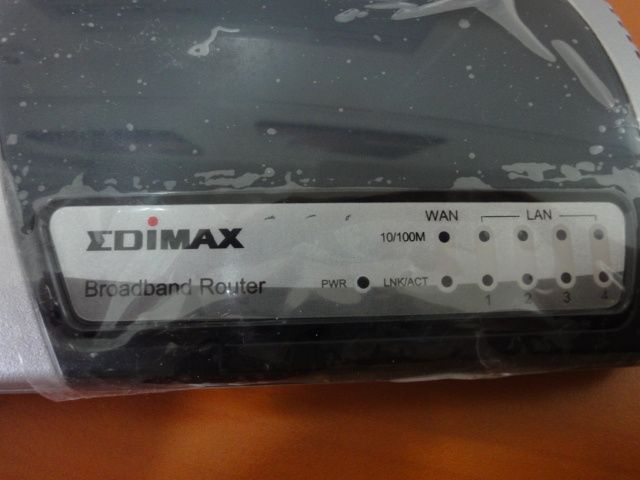 EDIMAX
Broadband Router
WAN LAN
10/100M
PWR LNK/ACT
1 2 3 4